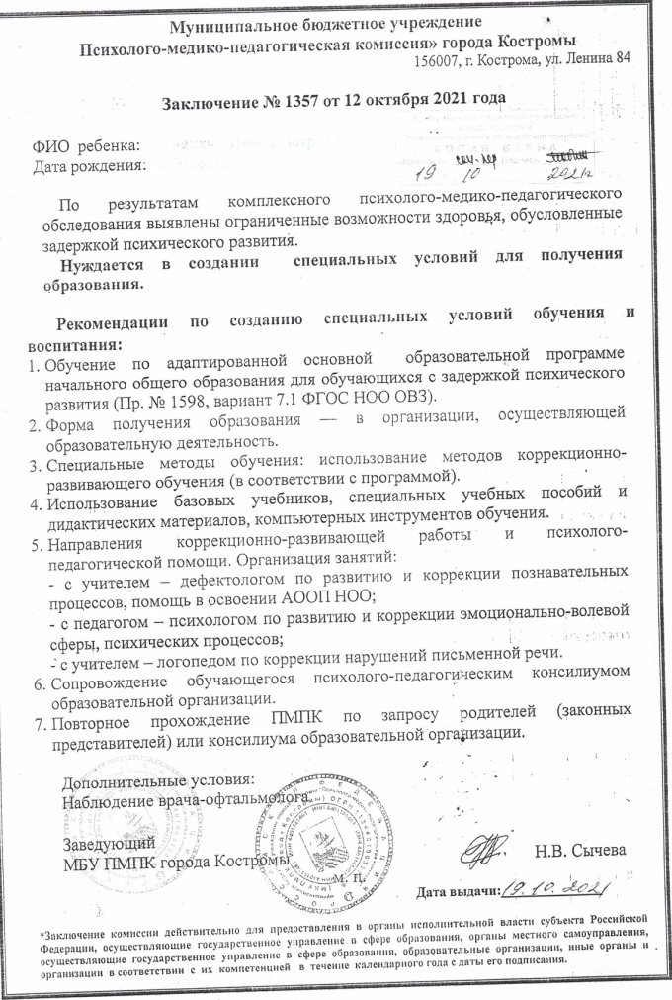 Муниципальное бюджетное учреждение
Психолого-медико-педагогическая комиссия» города Костромы
156007, г. Кострома, ул. Ленина 84
Заключение № 1357 от 12 октября 2021 года
ФИО ребенка:
Дата рождения:
19 10 2021г
По результатам комплексного психолого-медико-педагогического
обследования выявлены ограниченные возможности здоровья, обусловленные
задержкой психического развития.
Нуждается в создании специальных условий для получения
образования.
Рекомендации по созданию специальных условий обучения и
воспитания:
1. Обучение по адаптированной основной образовательной программе
начального общего образования для обучающихся с задержкой психического
развития (Пр. № 1598, вариант 7.1 ФГОС НОО ОВЗ).
2. Форма получения образования — в организации, осуществляющей
образовательную деятельность.
3. Специальные методы обучения: использование методов коррекционно-
развивающего обучения (в соответствии с программой).
4. Использование базовых учебников, специальных учебных пособий и
дидактических материалов, компьютерных инструментов обучения.
5. Направления коррекционно-развивающей работы и психолого-
педагогической помощи. Организация занятий:
- с учителем – дефектологом по развитию и коррекции познавательных
процессов, помощь в освоении АООП НОО;
- с педагогом – психологом по развитию и коррекции эмоционально-волевой
сферы, психических процессов;
- с учителем – логопедом по коррекции нарушений письменной речи.
6. Сопровождение обучающегося психолого-педагогическим консилиумом
образовательной организации.
7. Повторное прохождение ПМПК по запросу родителей (законных
представителей) или консилиума образовательной организации.
Дополнительные условия:
Наблюдение врача-офтальмолога.
Заведующий
МБУ ПМПК города Костромы
Н.В. Сычева
М. П.
Дата выдачи: 19.10.2021
*Заключение комиссии действительно для предоставления в органы исполнительной власти субъекта Российской
Федерации, осуществляющие государственное управление в сфере образования, органы местного самоуправления,
осуществляющие государственное управление в сфере образования, образовательные организации, иные органы и
организации в соответствии с их компетенцией в течение календарного года с даты его подписания.